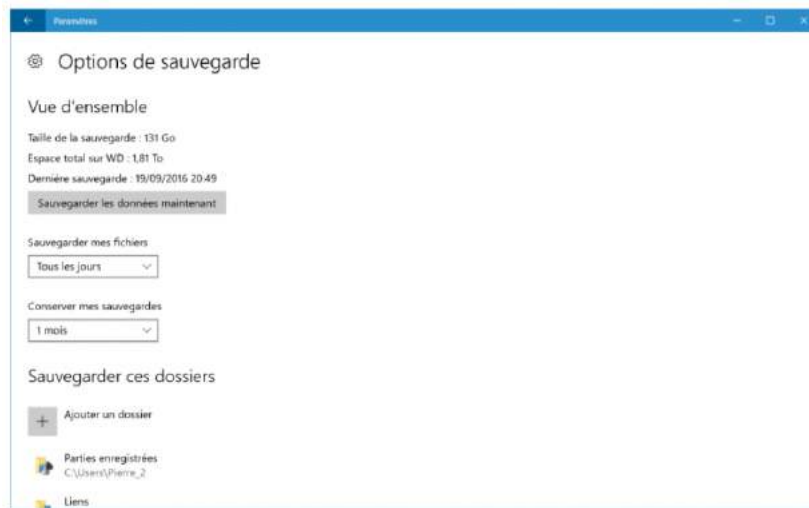 Paramètres
Options de sauvegarde
Vue d'ensemble
Taille de la sauvegarde : 131 Go
Espace total sur WD : 1,81 To
Dernière sauvegarde : 19/09/2016 20:49
Sauvegarder les données maintenant
Sauvegarder mes fichiers
Tous les jours
Conserver mes sauvegardes
1 mois
Sauvegarder ces dossiers
Ajouter un dossier
Parties enregistrées
C:\Users\Pierre_2
Liens